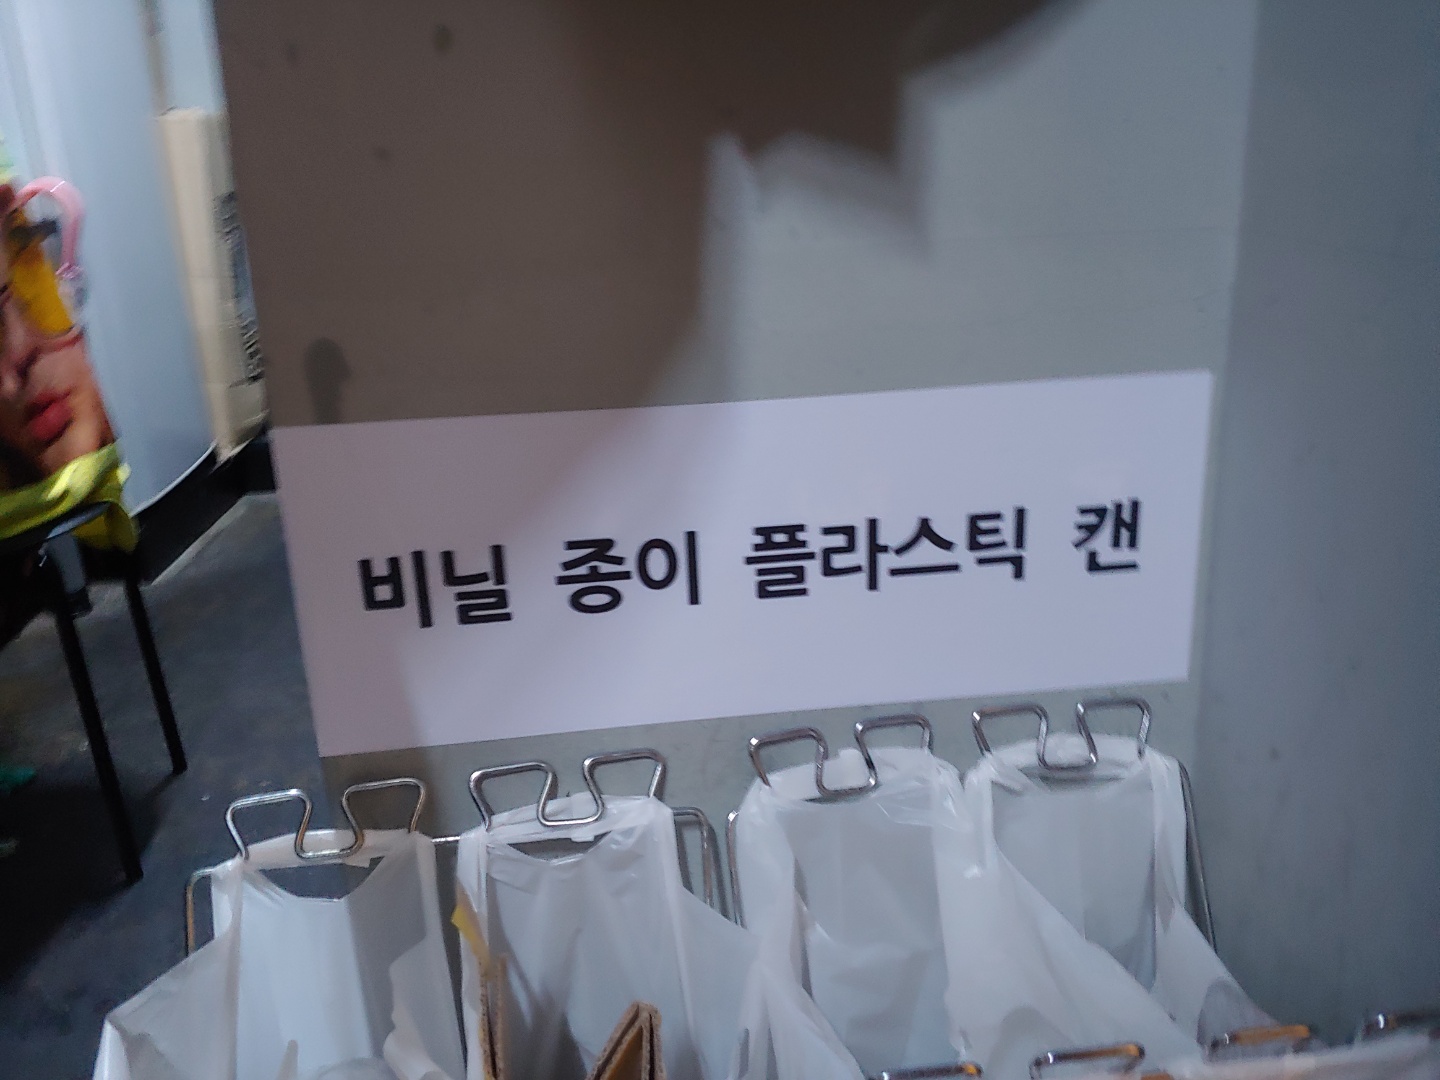 비닐 종이 플라스틱 캔